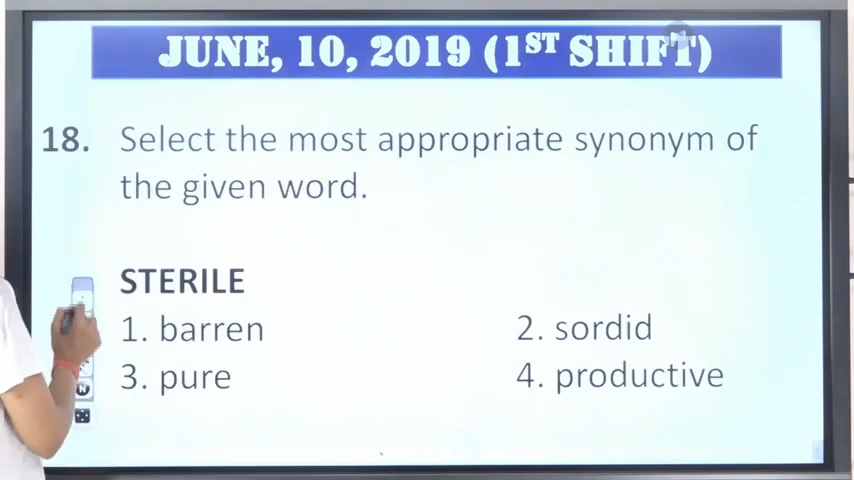 JUNE, 10, 2019 (1ST SHIFT)
18. Select the most appropriate synonym of
the given word.
STERILE
1. barren 2. sordid
3. pure 4. productive
N